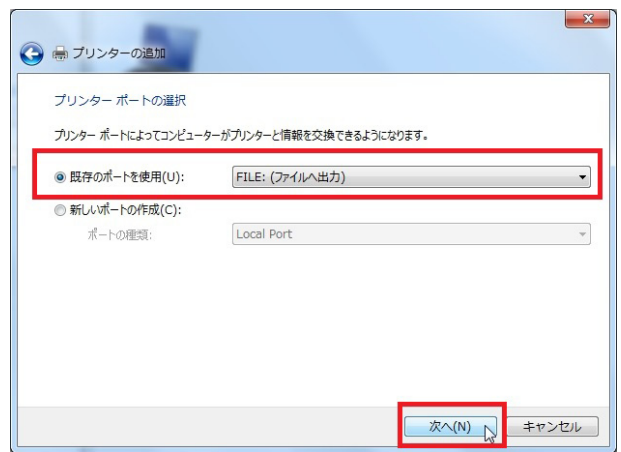 プリンターの追加
プリンター ポートの選択
プリンター ポートによってコンピューターがプリンターと情報を交換できるようになります。
既存のポートを使用(U): FILE: (ファイルへ出力)
新しいポートの作成(C):
ポートの種類: Local Port
次へ(N) キャンセル